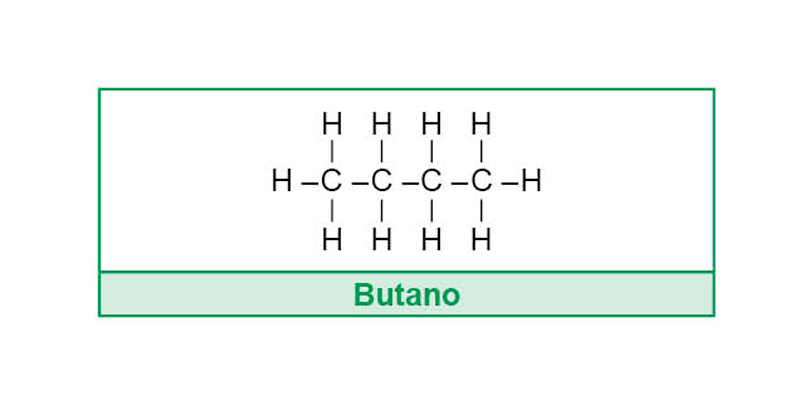 H H H H
H–C–C–C–C–H
H H H H
Butano